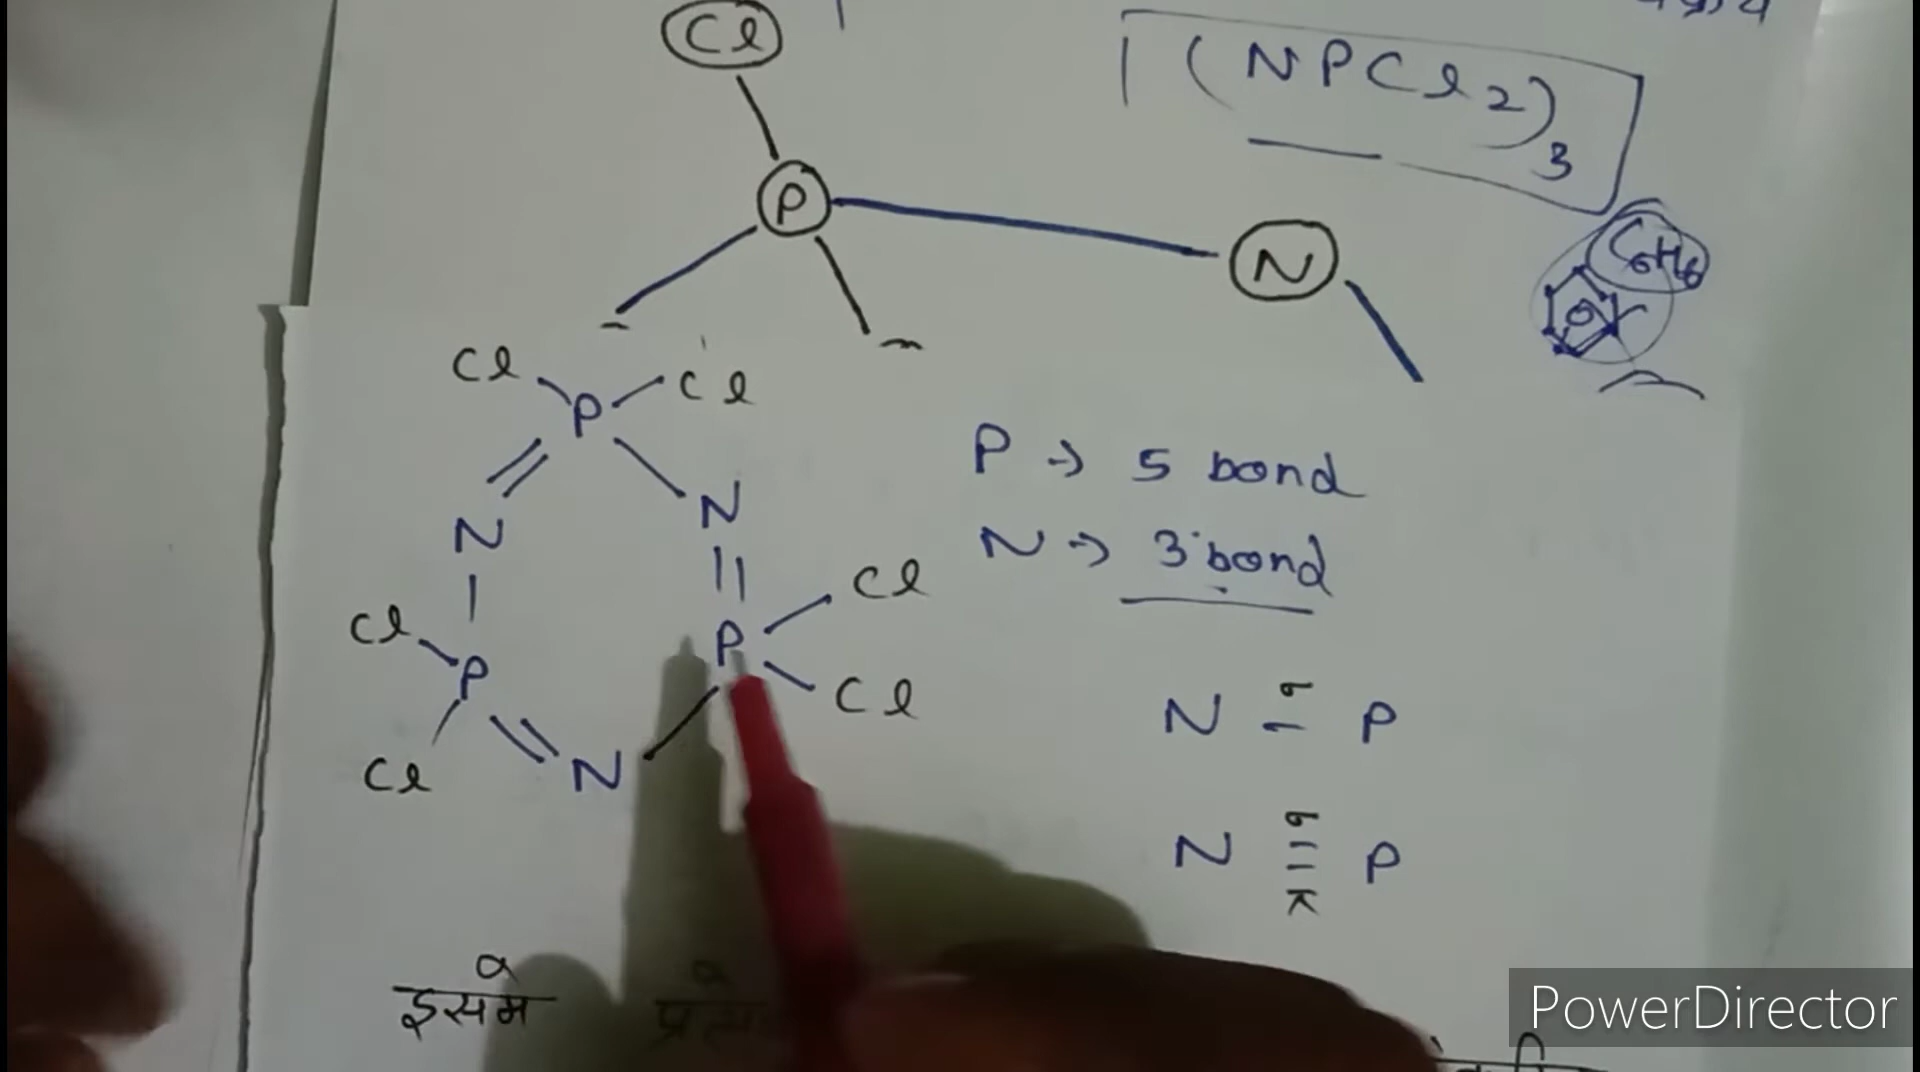 Cl
(NPCl2)3
P
N
C6H6
Cl
Cl
P
P → 5 bond
N
N
N → 3 bond
Cl
Cl
P
P
Cl
N
P
Cl
N
N
P
π
इसमें
PowerDirector